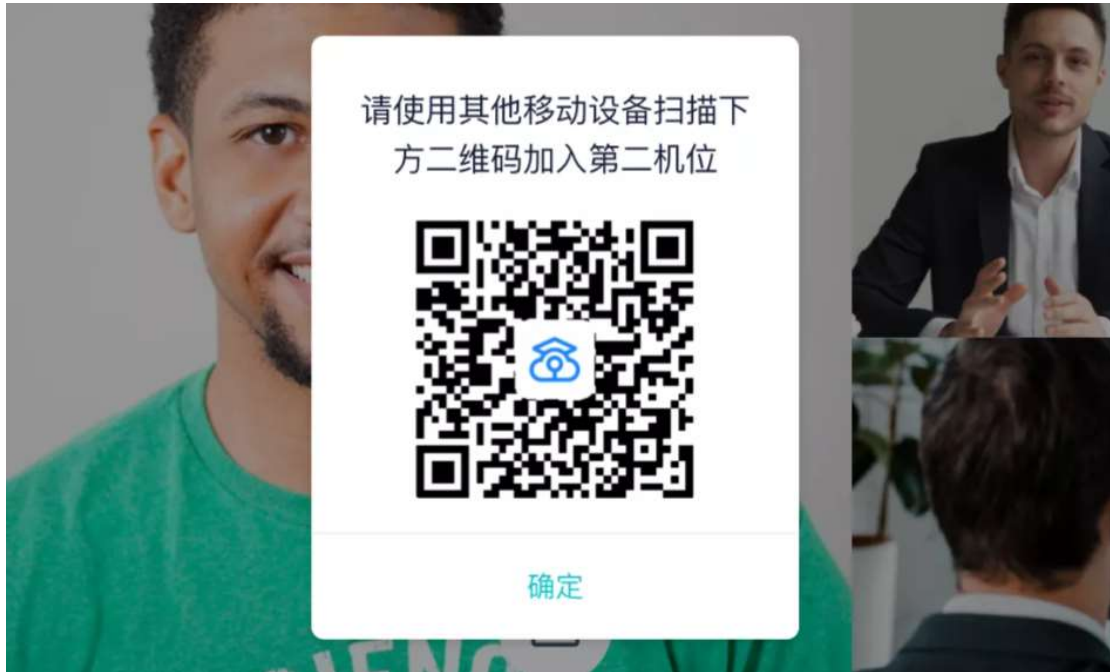 请使用其他移动设备扫描下
方二维码加入第二机位
确定